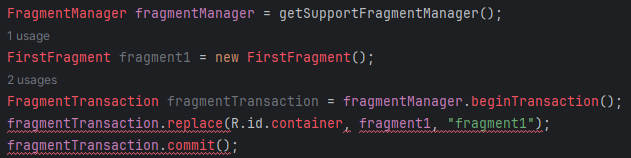 FragmentManager fragmentManager = getSupportFragmentManager();
1 usage
FirstFragment fragment1 = new FirstFragment();
2 usages
FragmentTransaction fragmentTransaction = fragmentManager.beginTransaction();
fragmentTransaction.replace(R.id.container, fragment1, "fragment1");
fragmentTransaction.commit();